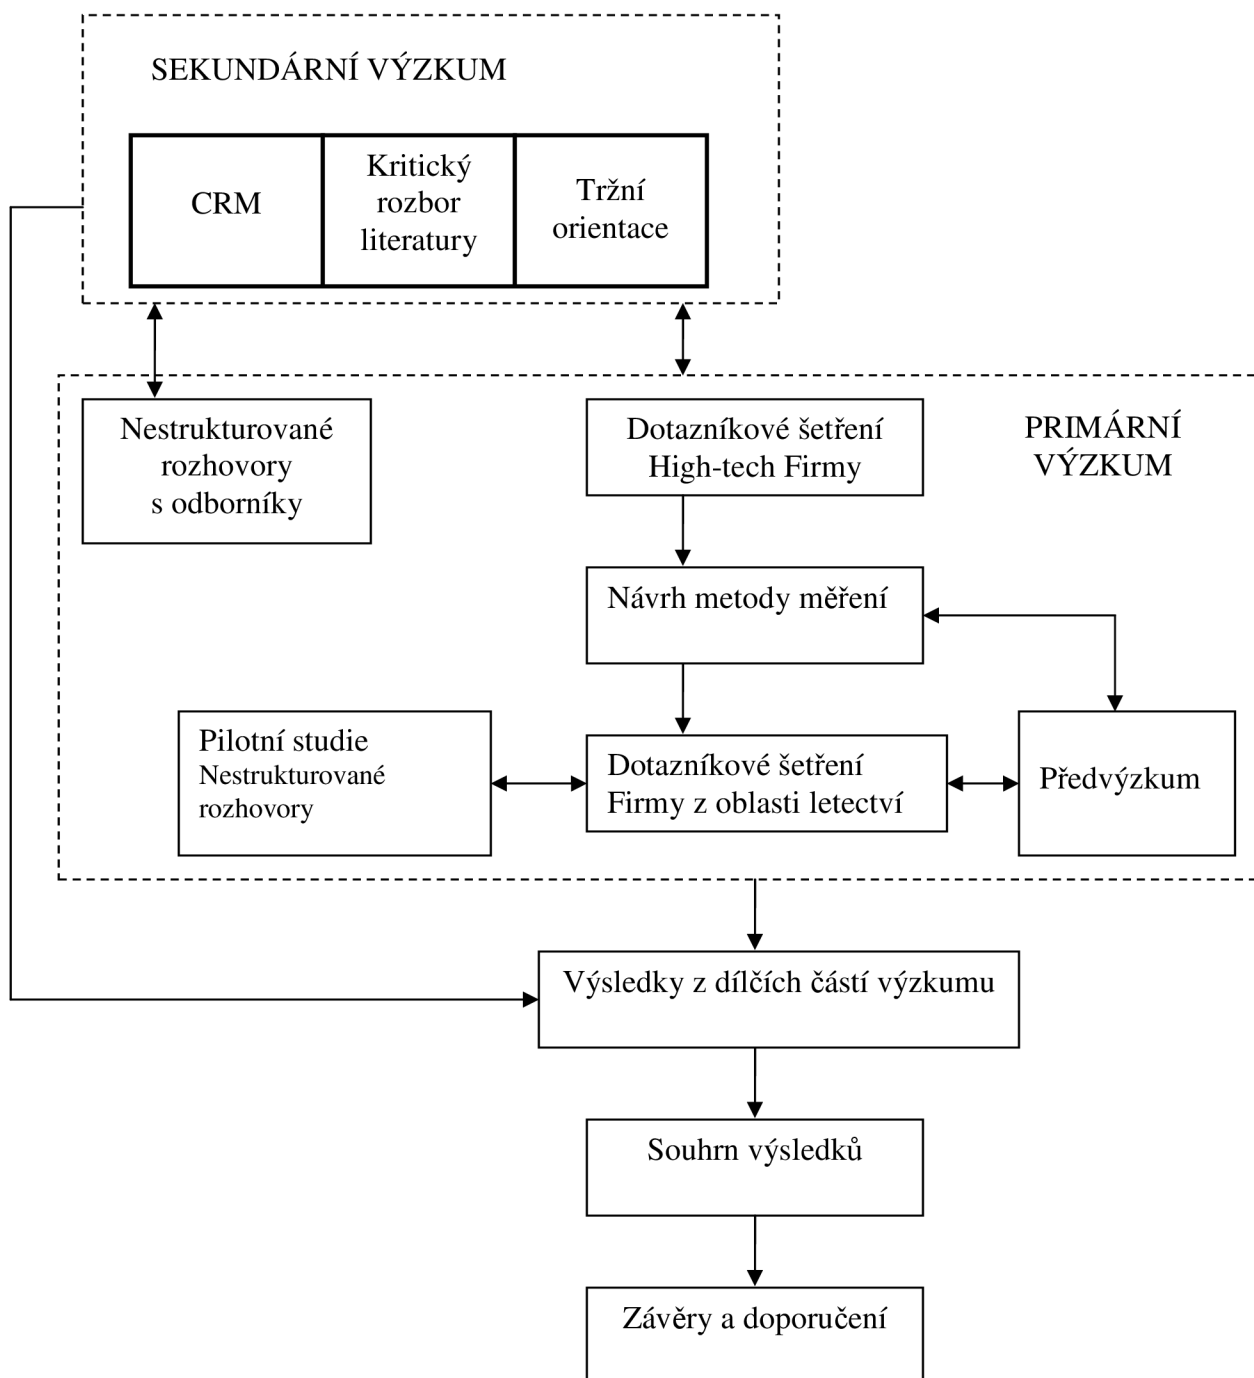 SEKUNDÁRNÍ VÝZKUM
CRM
Kritický
rozbor
literatury
Tržní
orientace
Nestrukturované
rozhovory
s odborníky
Dotazníkové šetření
High-tech Firmy
PRIMÁRNÍ
VÝZKUM
Návrh metody měření
Pilotní studie
Nestrukturované
rozhovory
Dotazníkové šetření
Firmy z oblasti letectví
Předvýzkum
Výsledky z dílčích částí výzkumu
Souhrn výsledků
Závěry a doporučení